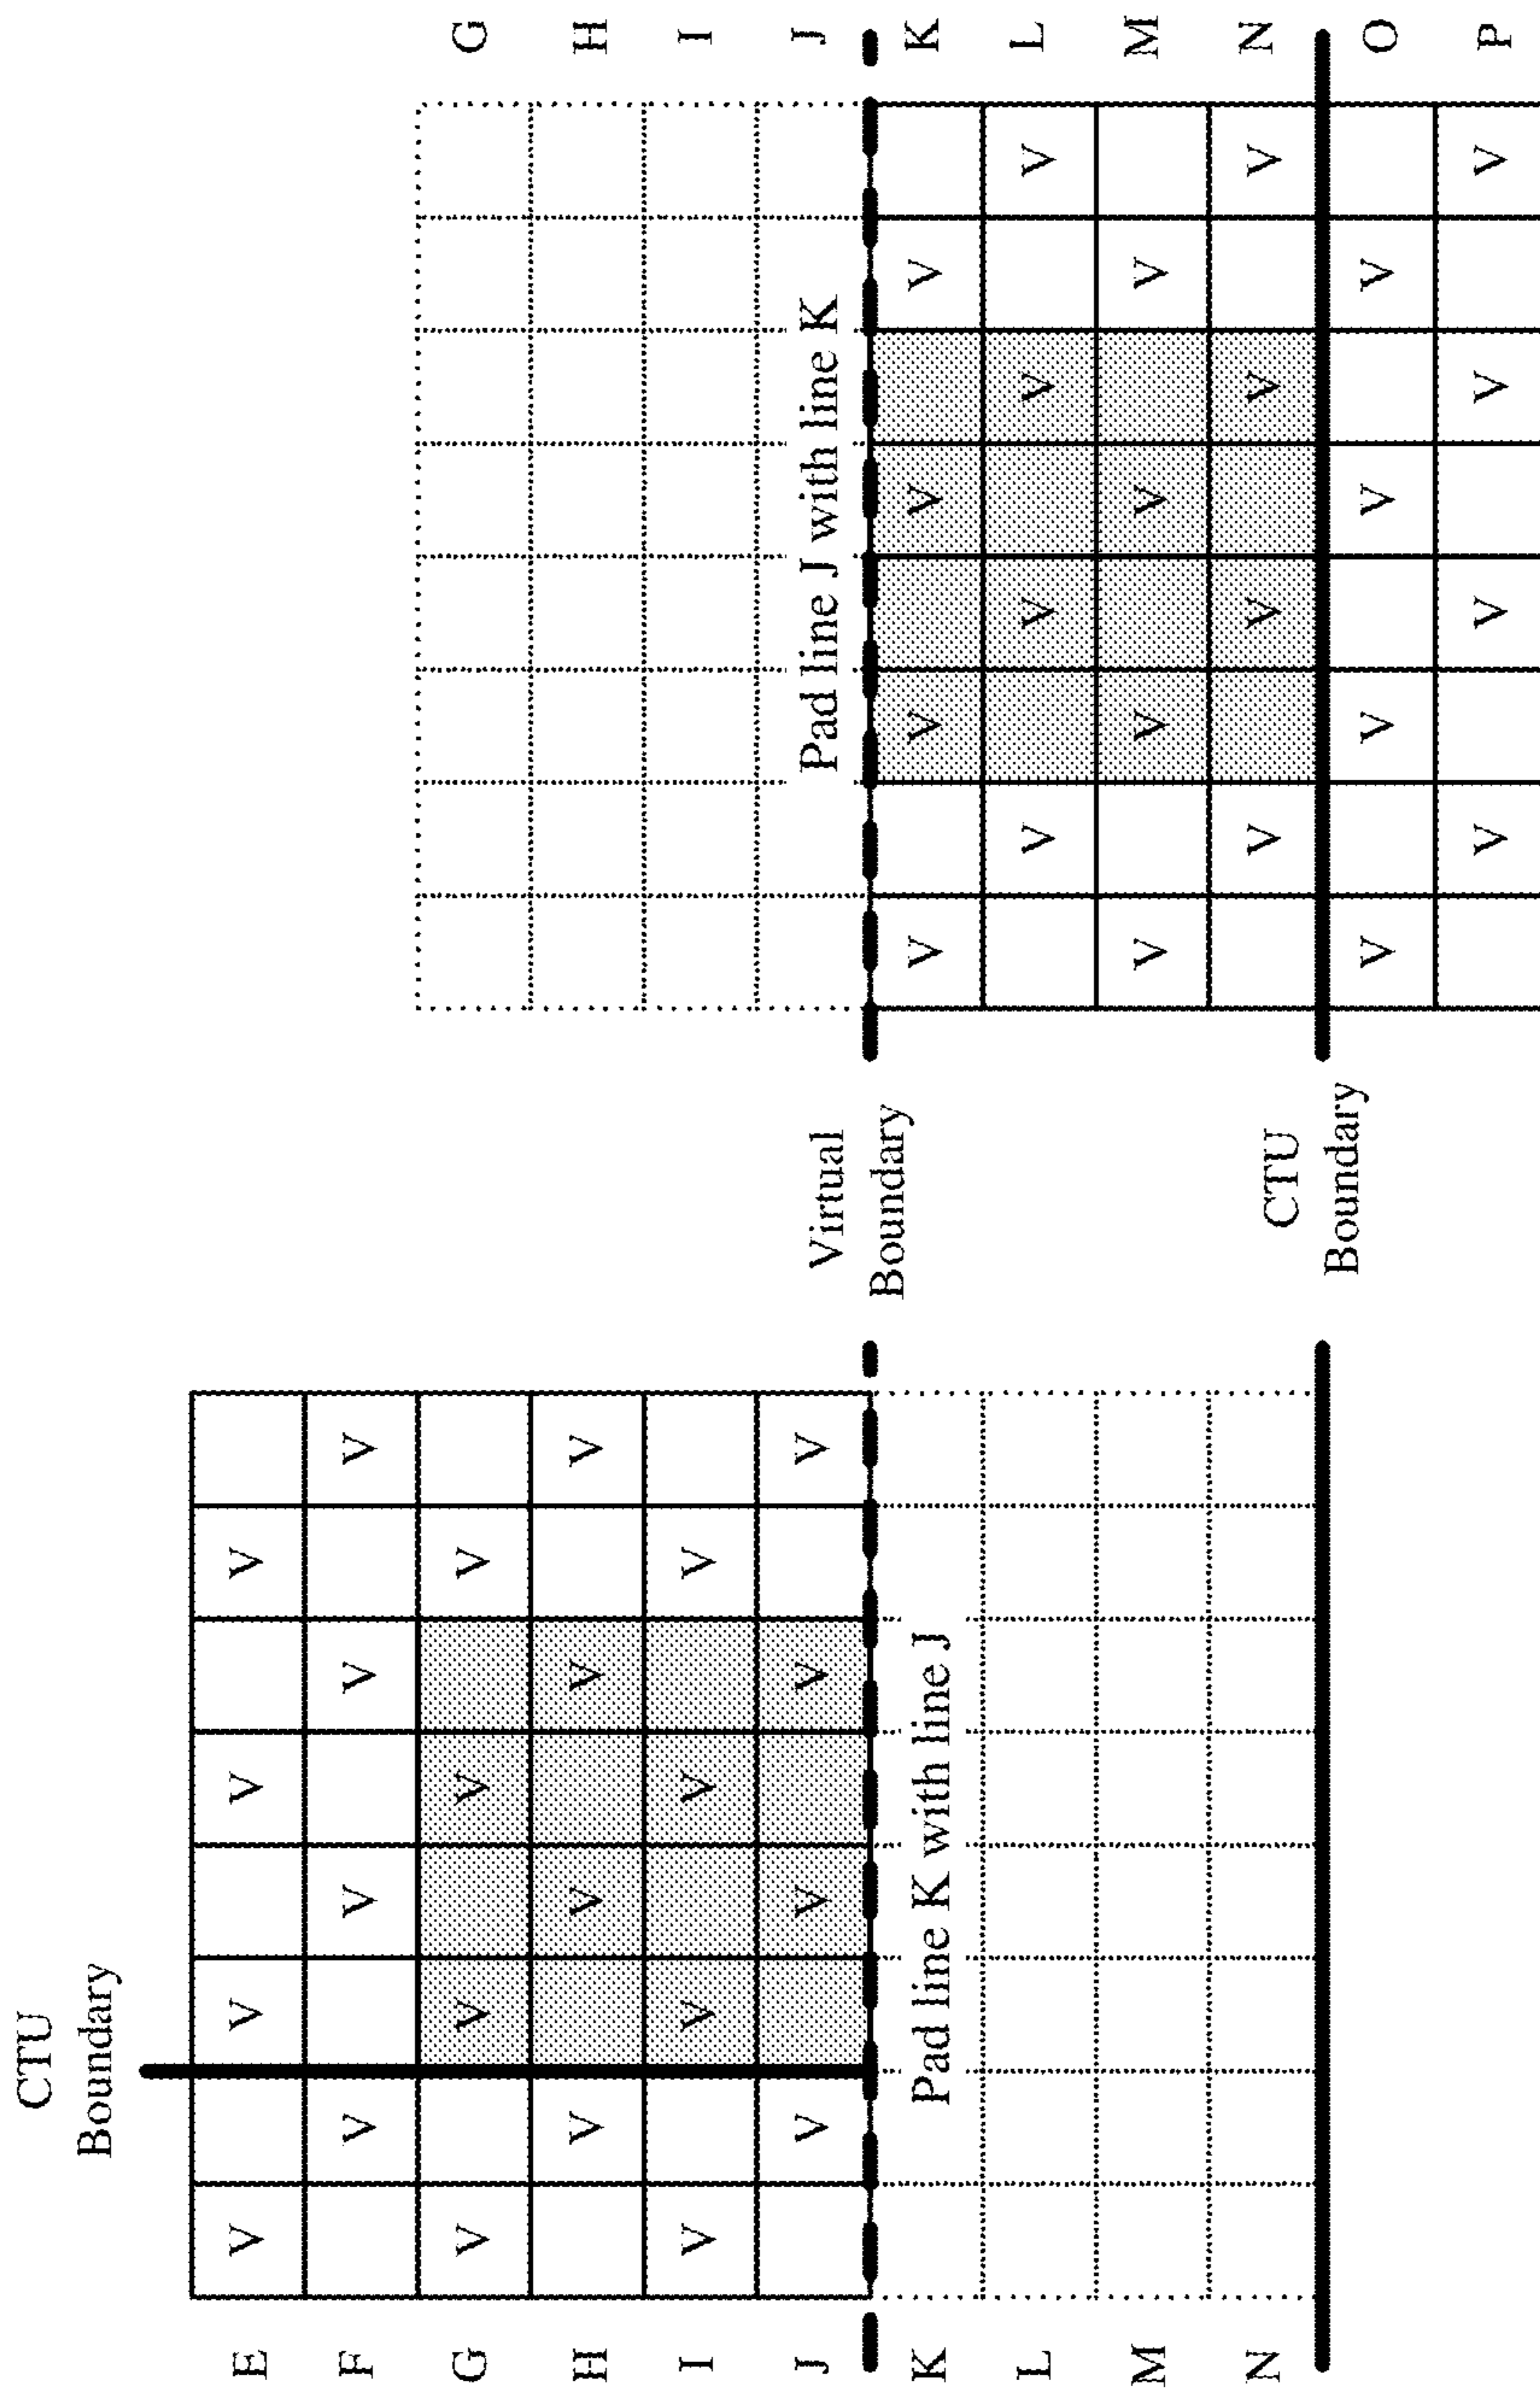 CTU
Boundary
E V V V V
F V V V V
G V V V V
H V V V V
I V V V V
J V V V V
K Pad line K with line J
L
M
N
Virtual
Boundary
CTU
Boundary
G
H
I
Pad line J with line K J
V V V V K
V V V V L
V V V V M
V V V V N
V V V V O
V V V V P